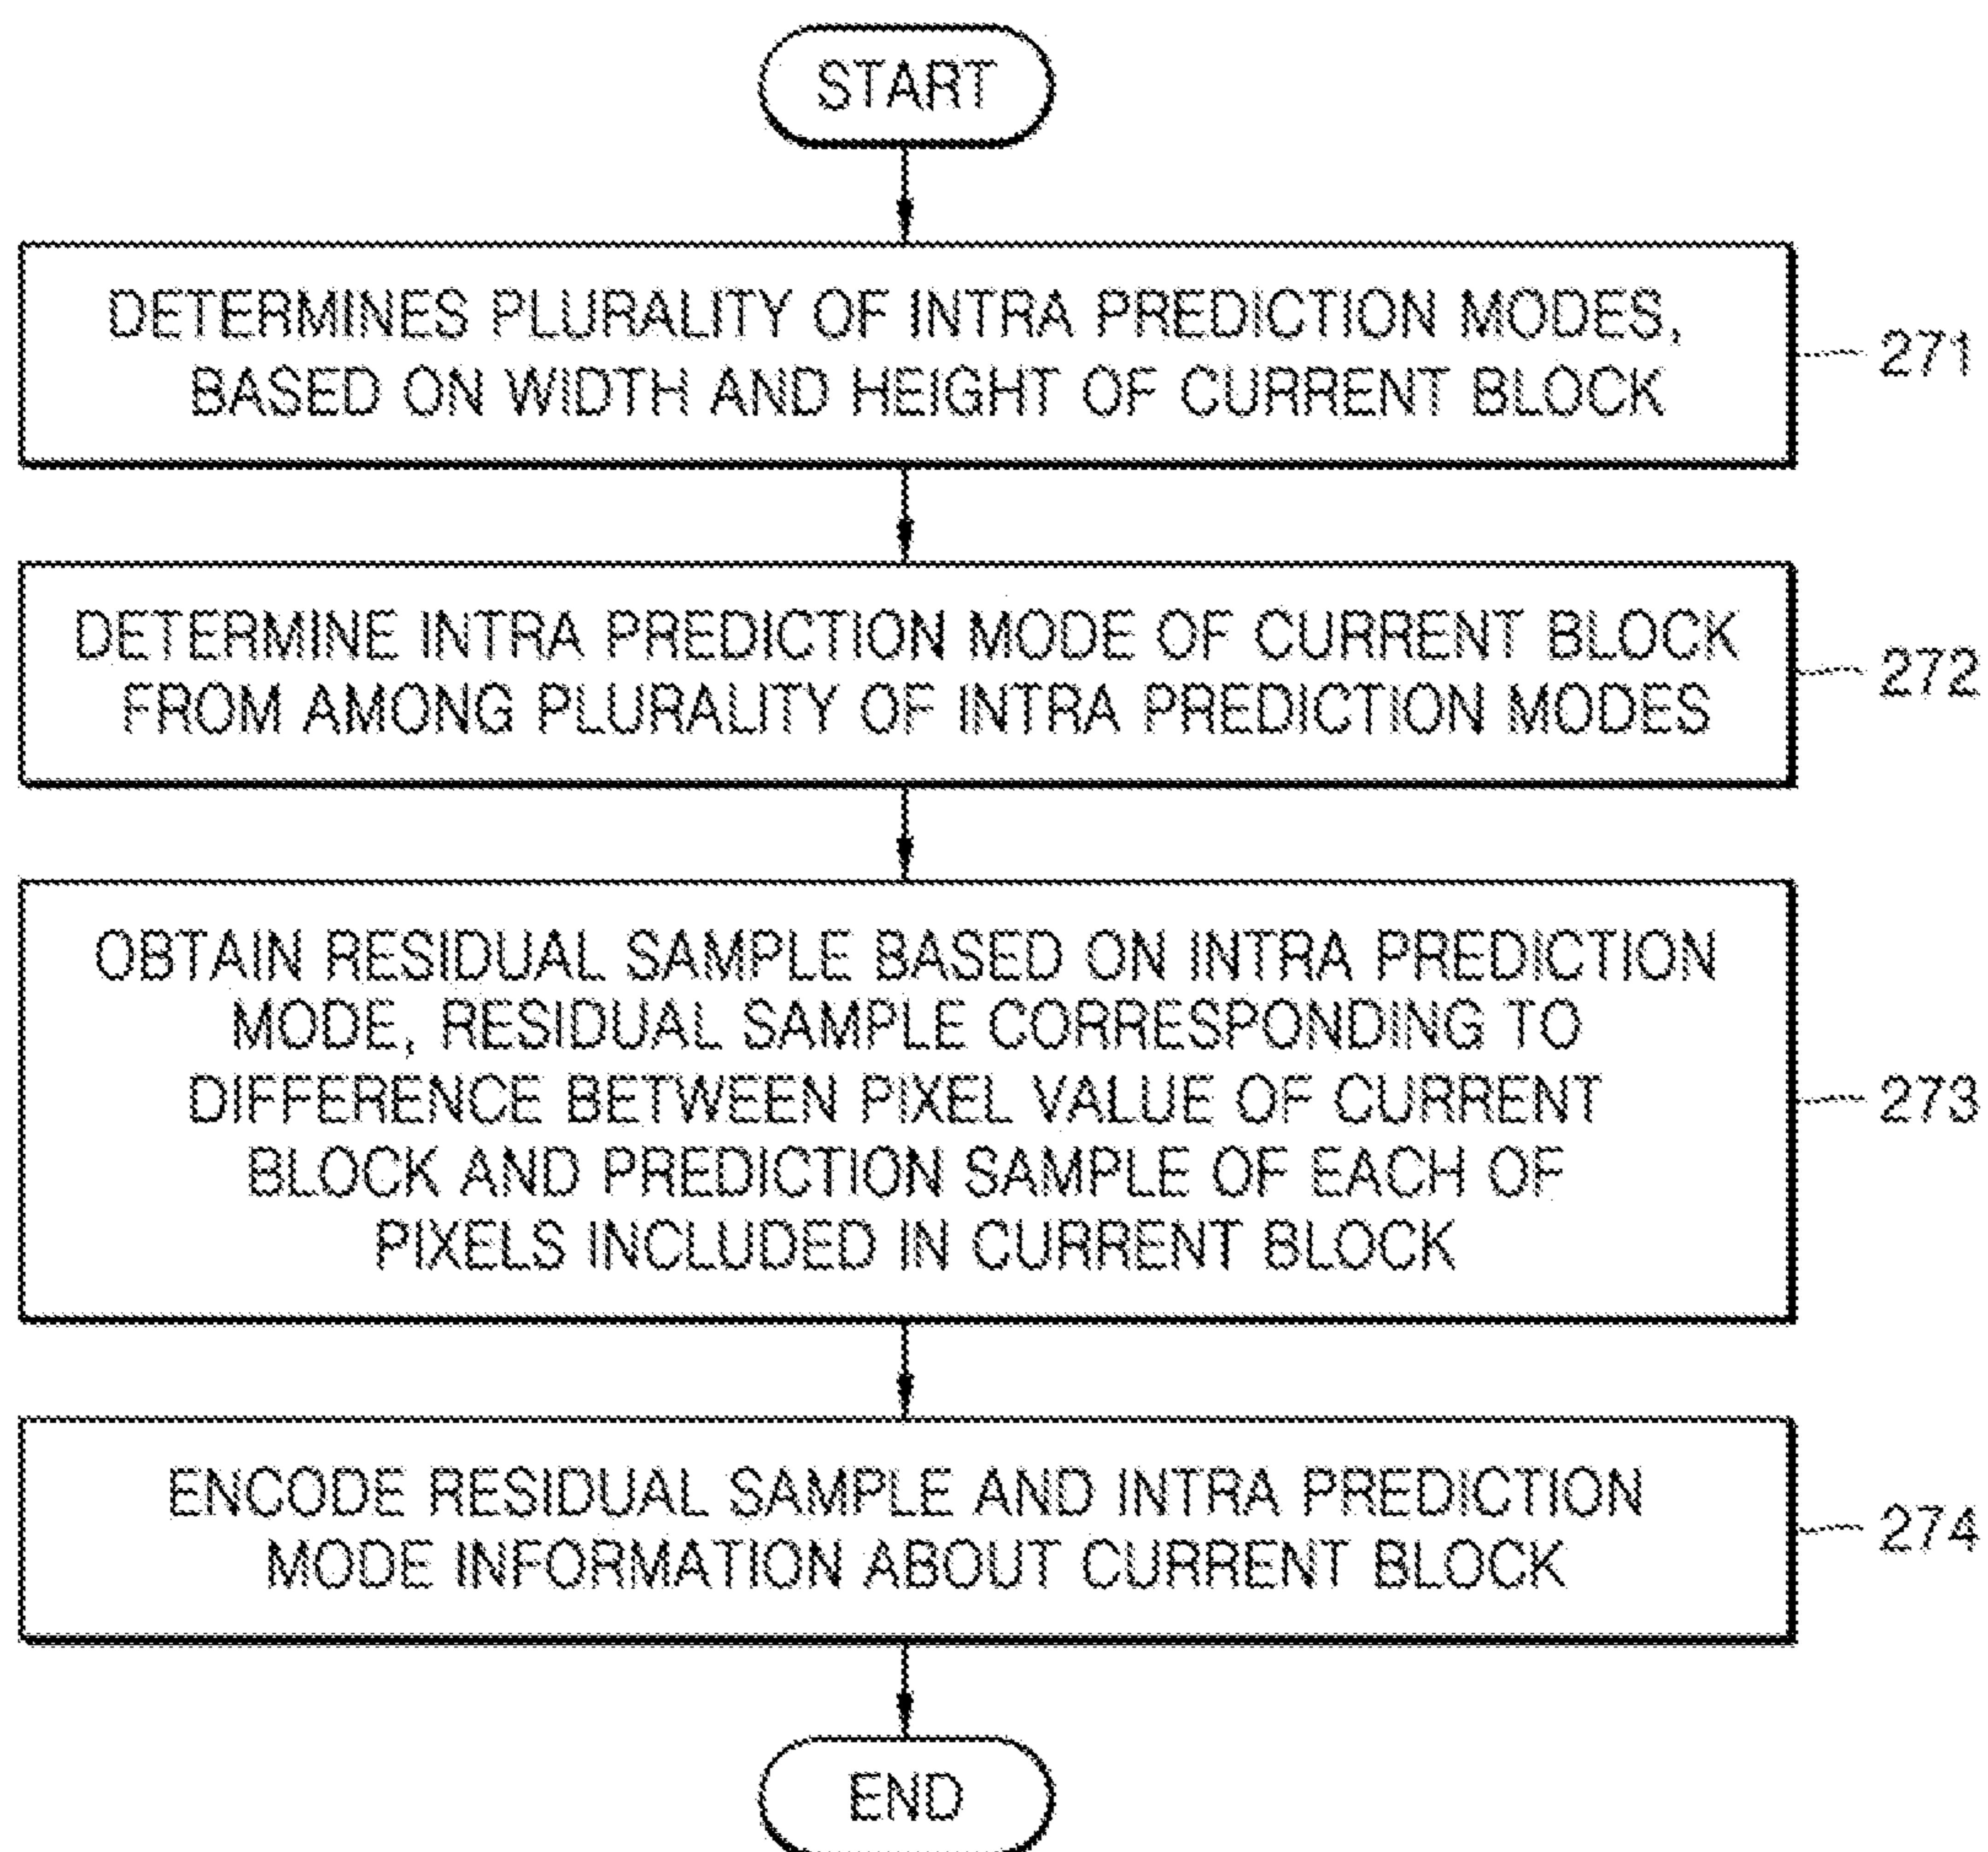 START
DETERMINES PLURALITY OF INTRA PREDICTION MODES,
BASED ON WIDTH AND HEIGHT OF CURRENT BLOCK
271
DETERMINE INTRA PREDICTION MODE OF CURRENT BLOCK
FROM AMONG PLURALITY OF INTRA PREDICTION MODES
272
OBTAIN RESIDUAL SAMPLE BASED ON INTRA PREDICTION
MODE, RESIDUAL SAMPLE CORRESPONDING TO
DIFFERENCE BETWEEN PIXEL VALUE OF CURRENT
BLOCK AND PREDICTION SAMPLE OF EACH OF
PIXELS INCLUDED IN CURRENT BLOCK
273
ENCODE RESIDUAL SAMPLE AND INTRA PREDICTION
MODE INFORMATION ABOUT CURRENT BLOCK
274
END